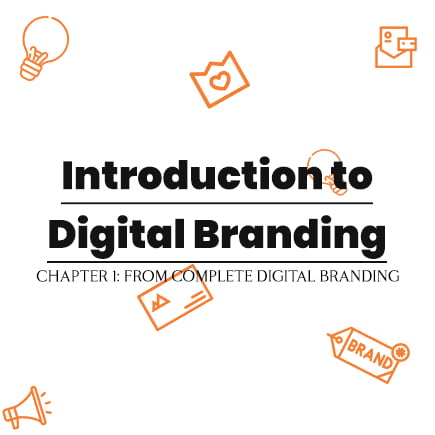 Introduction to
Digital Branding
CHAPTER 1: FROM COMPLETE DIGITAL BRANDING
BRAND